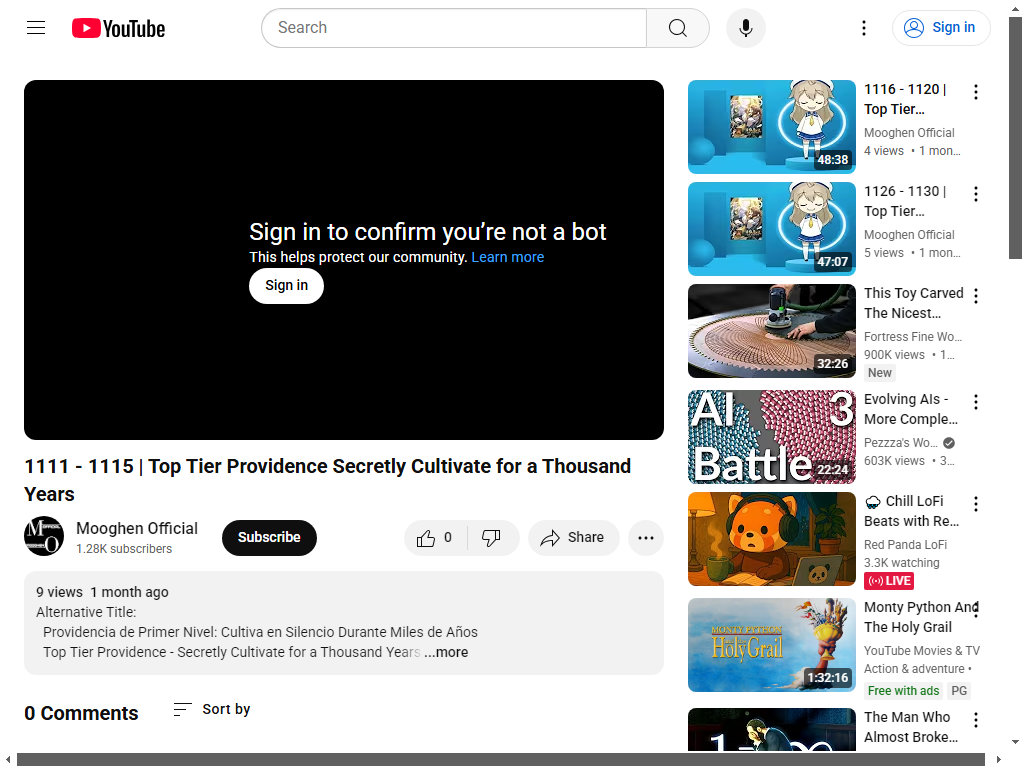 YouTube
Search
Sign in
Sign in to confirm you’re not a bot
This helps protect our community. Learn more
Sign in
1111 - 1115 | Top Tier Providence Secretly Cultivate for a Thousand
Years
Mooghen Official
1.28K subscribers
Subscribe
0
Share
9 views 1 month ago
Alternative Title:
Providencia de Primer Nivel: Cultiva en Silencio Durante Miles de Años
Top Tier Providence - Secretly Cultivate for a Thousand Years ...more
0 Comments
Sort by
48:38
1116 - 1120 |
Top Tier…
Mooghen Official
4 views • 1 mon…
47:07
1126 - 1130 |
Top Tier…
Mooghen Official
5 views • 1 mon…
32:26
This Toy Carved
The Nicest…
Fortress Fine Wo…
900K views • 1…
New
AI 3
Battle
22:24
Evolving AIs -
More Comple…
Pezzza's Wo…
603K views • 3…
Chill LoFi
Beats with Re…
Red Panda LoFi
3.3K watching
LIVE
MONTY PYTHON
HOLY GRAIL
1:32:16
Monty Python And
The Holy Grail
YouTube Movies & TV
Action & adventure •
Free with ads PG
The Man Who
Almost Broke…